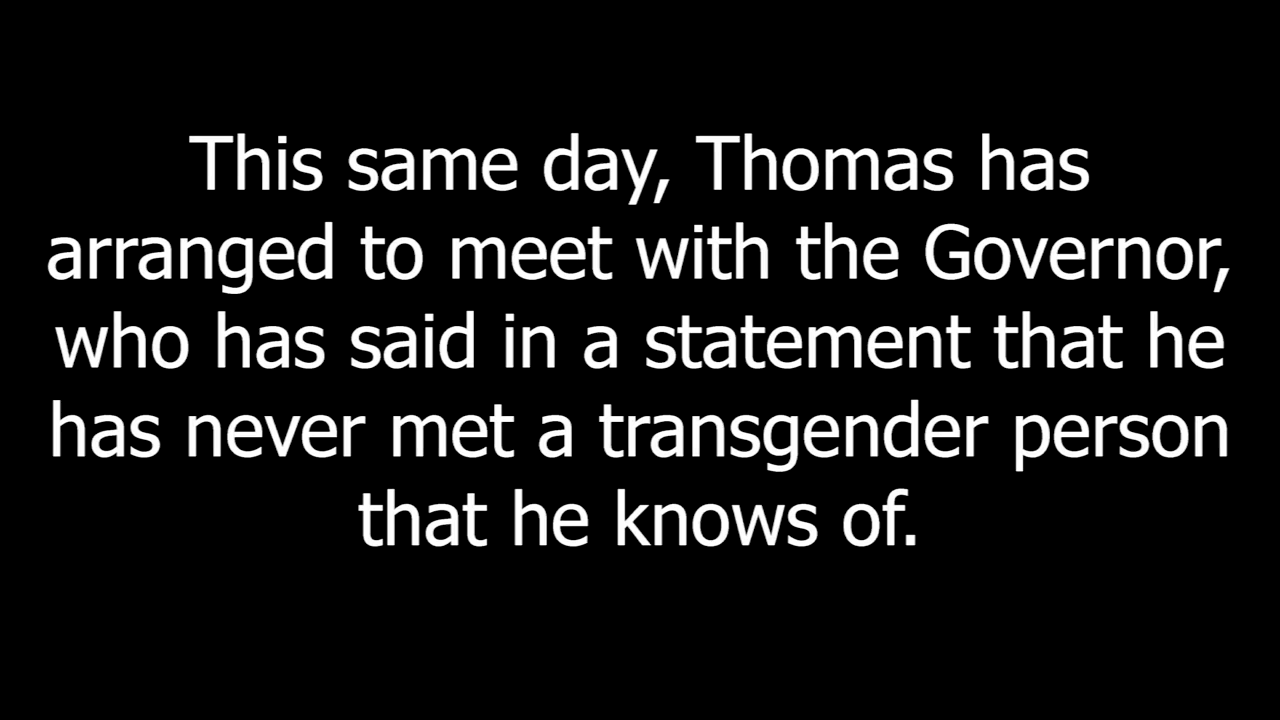 This same day, Thomas has
arranged to meet with the Governor,
who has said in a statement that he
has never met a transgender person
that he knows of.